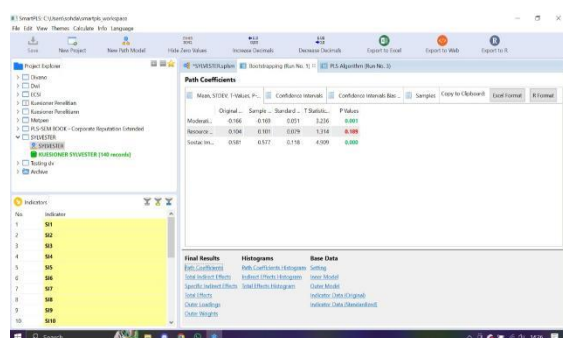 SmartPLS: C:\Users\
File Edit View Themes Calculate Info Language
Save New Project New Path Model Hide Zero Values Increase Decimals Decrease Decimals Export to Excel Export to Web Export to R
Project Explorer
Divano
Dwi
ECSI
Kuesioner Penelitian
Kuesioner Penelitiann
Metpen
PLS-SEM BOOK - Corporate Reputation Extended
SYLVESTER
SYLVESTER
KUESIONER SYLVESTER [140 records]
Testing
Archive
Indicators
No. Indicator
1 SI1
2 SI2
3 SI3
4 SI4
5 SI5
6 SI6
7 SI7
8 SI8
9 SI9
10 SI10
*SYLVESTER.splsm Bootstrapping (Run No. 1) PLS Algorithm (Run No. 3)
Path Coefficients
Mean, STDEV, T-Values, P-... Confidence Intervals Confidence Intervals Bias ... Samples Copy to Clipboard: Excel Format R Format
Original ... Sample ... Standard ... T Statistic... P Values
Moderati... 0.166 0.169 0.051 3.236 0.001
Resource ... 0.104 0.101 0.079 1.314 0.189
Sosial Im... 0.581 0.577 0.118 4.909 0.000
Final Results Histograms Base Data
Path Coefficients Path Coefficients Histogram Setting
Total Indirect Effects Indirect Effects Histogram Inner Model
Specific Indirect Effects Total Effects Histogram Outer Model
Total Effects Indicator Data (Original)
Outer Loadings Indicator Data (Standardized)
Outer Weights
Search